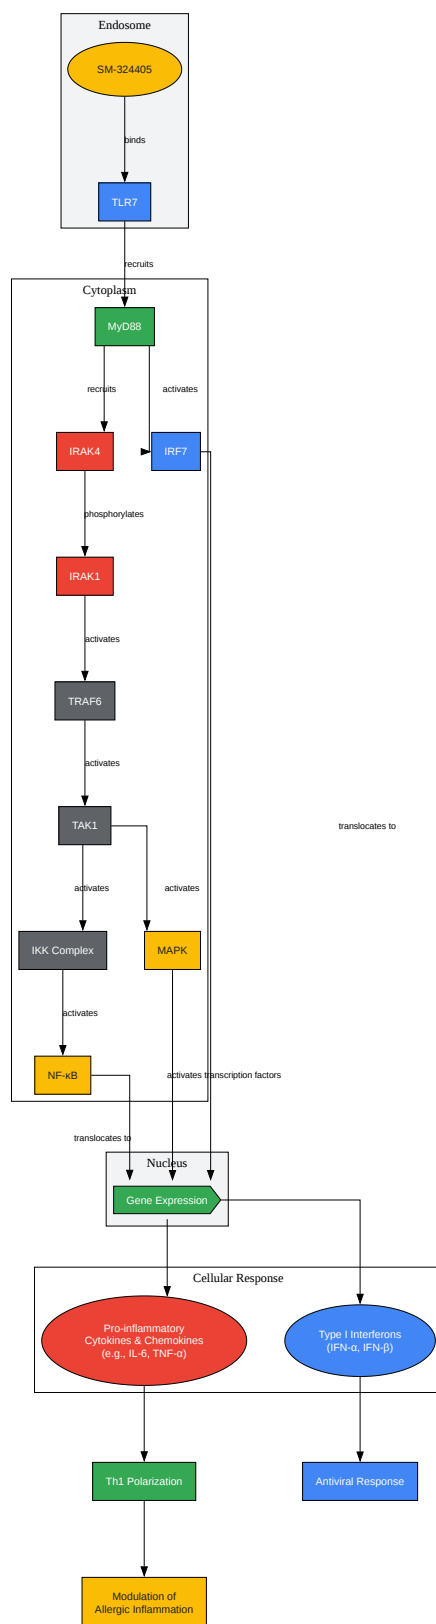 Endosome
SM-324405
binds
TLR7
recruits
Cytoplasm
MyD88
recruits
activates
IRAK4
IRF7
phosphorylates
IRAK1
activates
TRAF6
activates
TAK1
translocates to
activates
activates
IKK Complex
MAPK
activates
NF-κB
activates transcription factors
translocates to
Nucleus
Gene Expression
Cellular Response
Pro-inflammatory
Cytokines & Chemokines
(e.g., IL-6, TNF-α)
Type I Interferons
(IFN-α, IFN-β)
Th1 Polarization
Antiviral Response
Modulation of
Allergic Inflammation